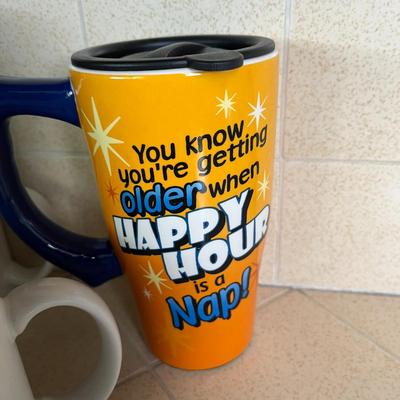 You know
you're getting
older when
HAPPY
HOUR
is a
Nap!